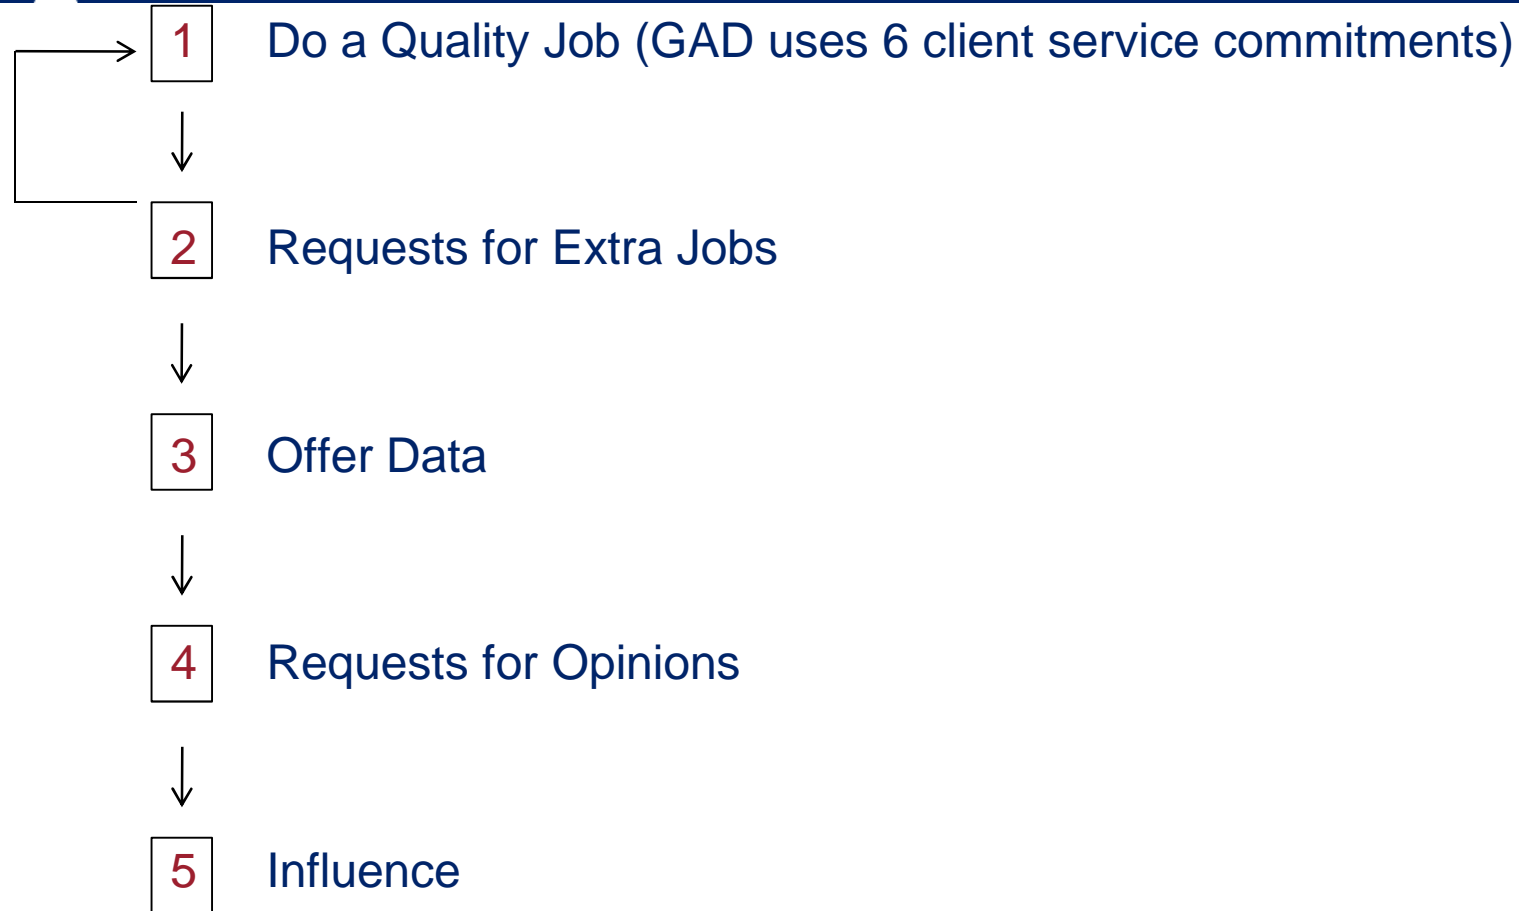 1 Do a Quality Job (GAD uses 6 client service commitments)
2 Requests for Extra Jobs
3 Offer Data
4 Requests for Opinions
5 Influence